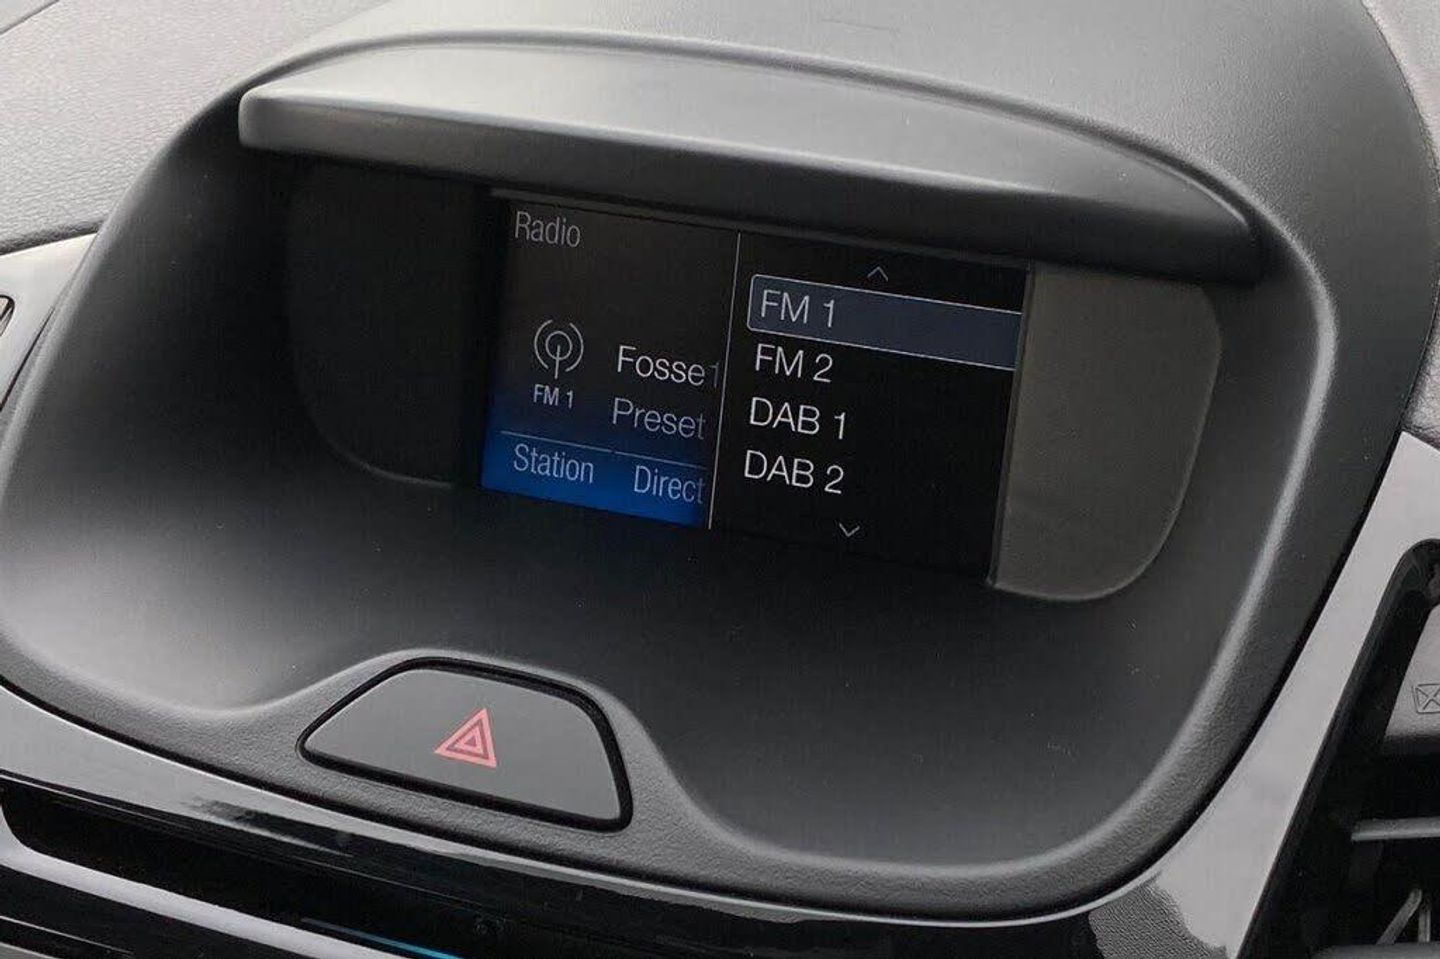 Radio
FM 1
Fosse1
Preset
Station
Direct
FM 1
FM 2
DAB 1
DAB 2